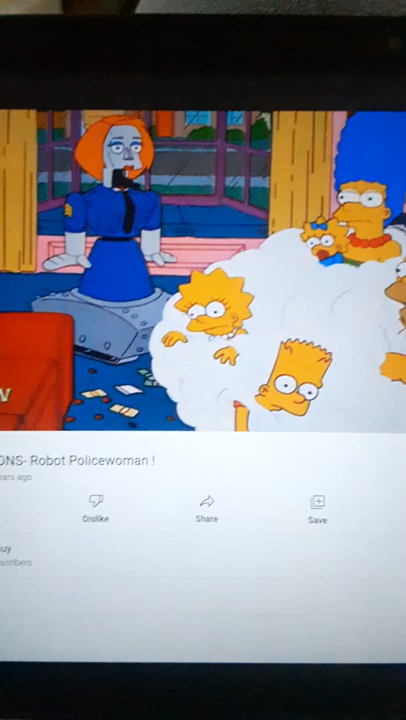 V
ONS- Robot Policewoman !
ears ago
Dislike
Share
Save
uy
scribers